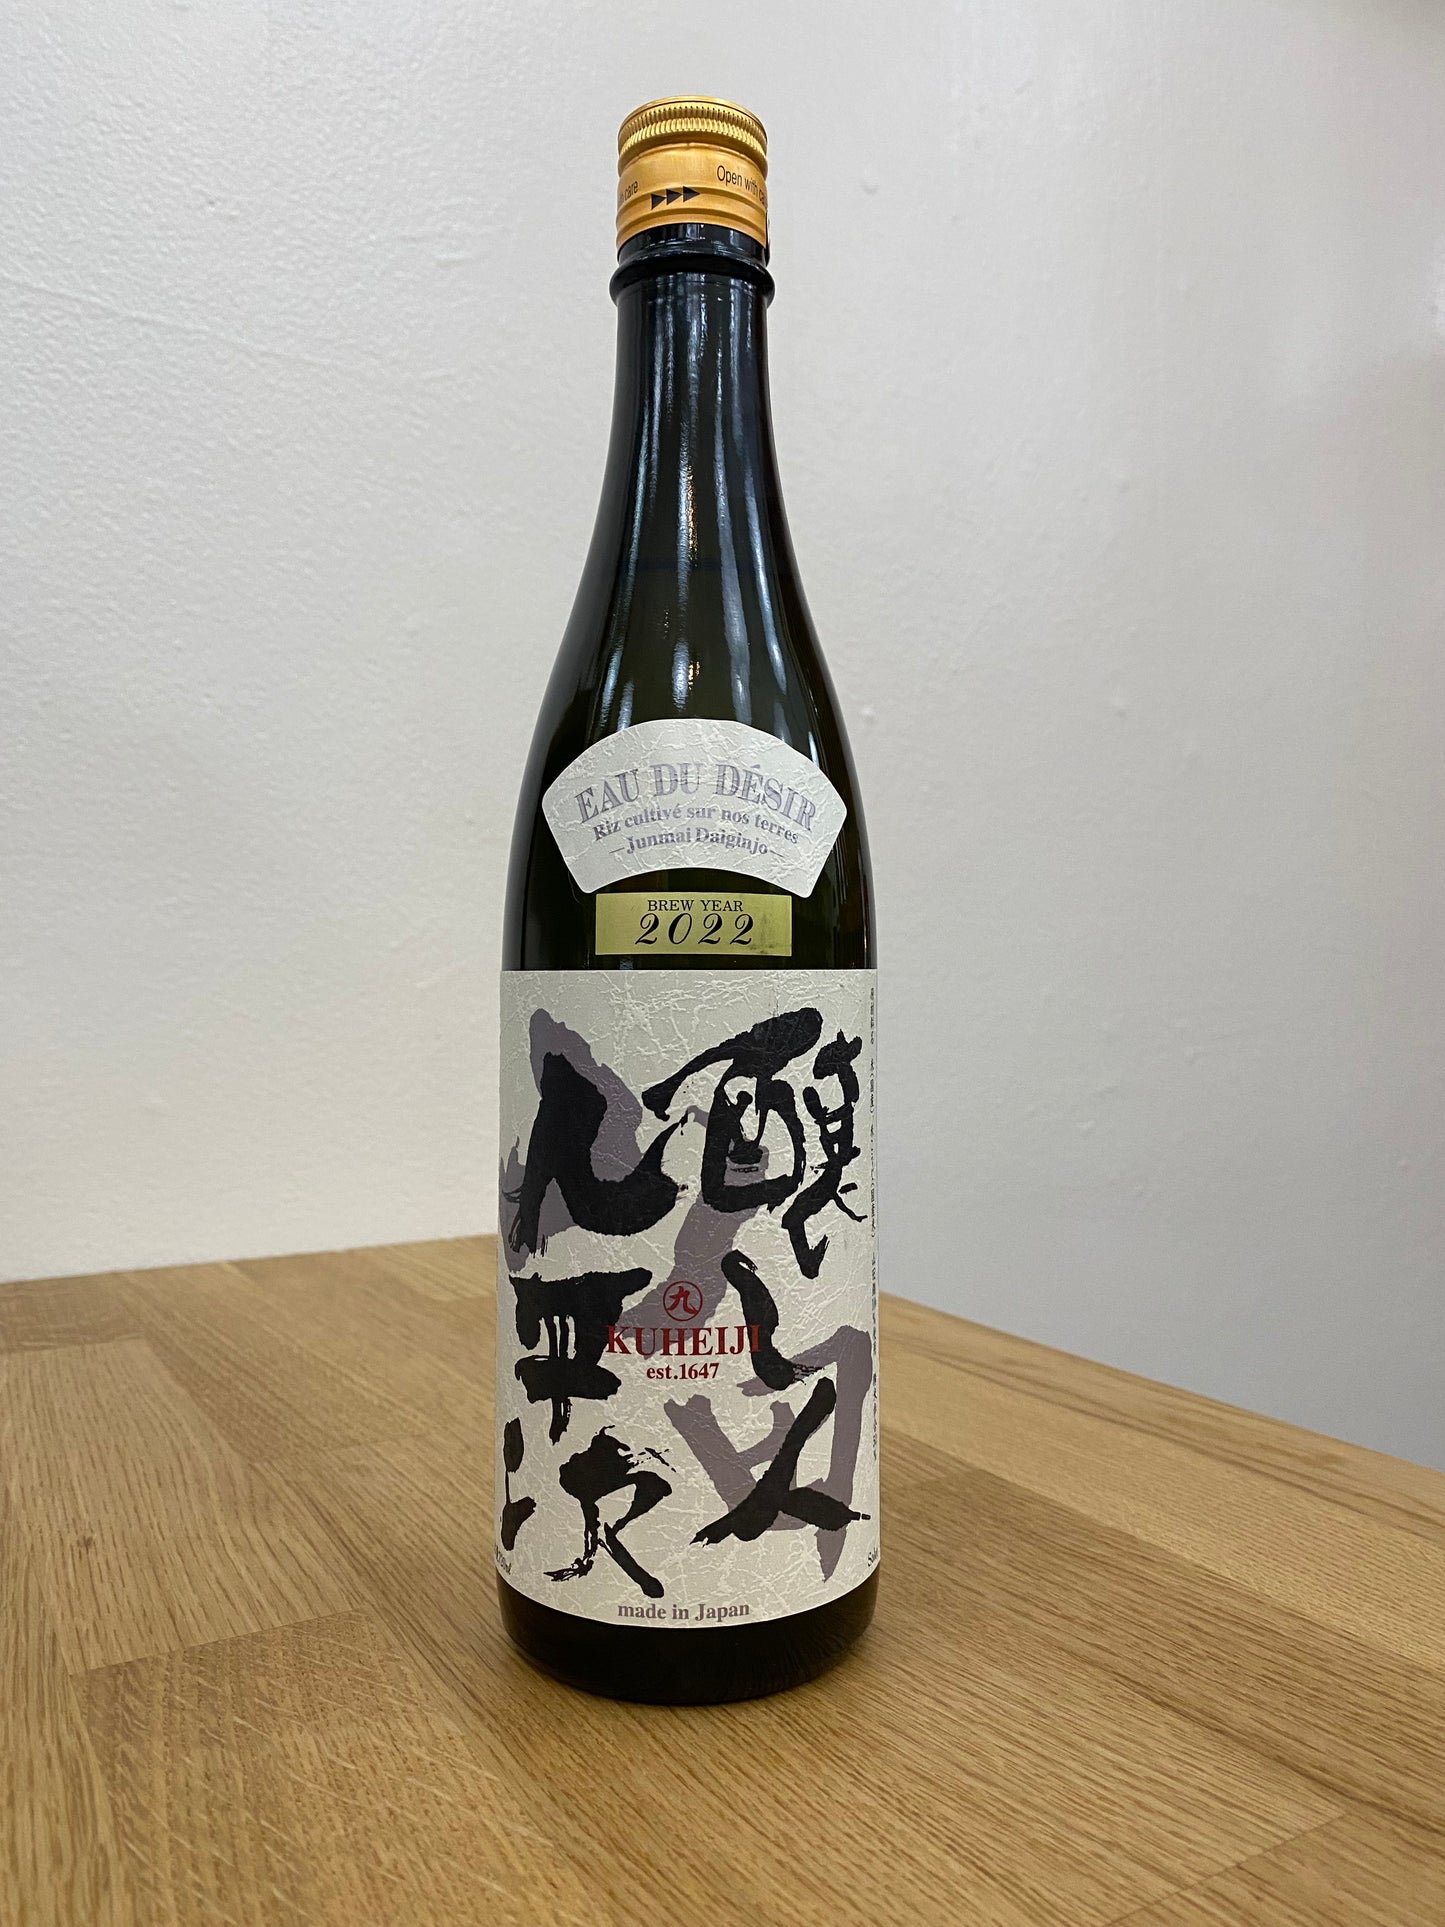 Open with
care
EAU DU DÉSIR
Riz cultivé sur nos terres
—Junmai Daiginjo—
BREW YEAR
2022
醸し人
九平次
九
KUHEIJI
est.1647
made in Japan